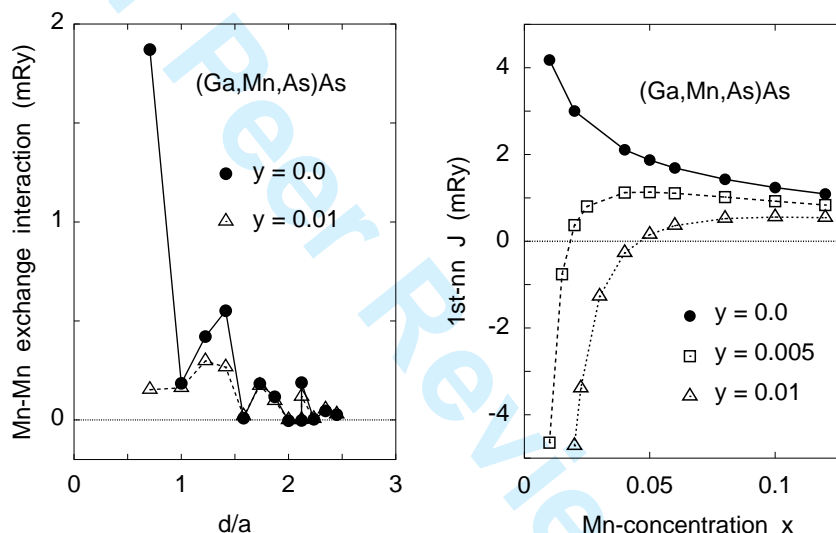 Mn-Mn exchange interaction (mRy)
2
1
0
(Ga,Mn,As)As
y = 0.0
y = 0.01
0 1 2 3
d/a
1st-nn J (mRy)
4
2
0
-2
-4
(Ga,Mn,As)As
y = 0.0
y = 0.005
y = 0.01
0 0.05 0.1
Mn-concentration x
Peer Revie